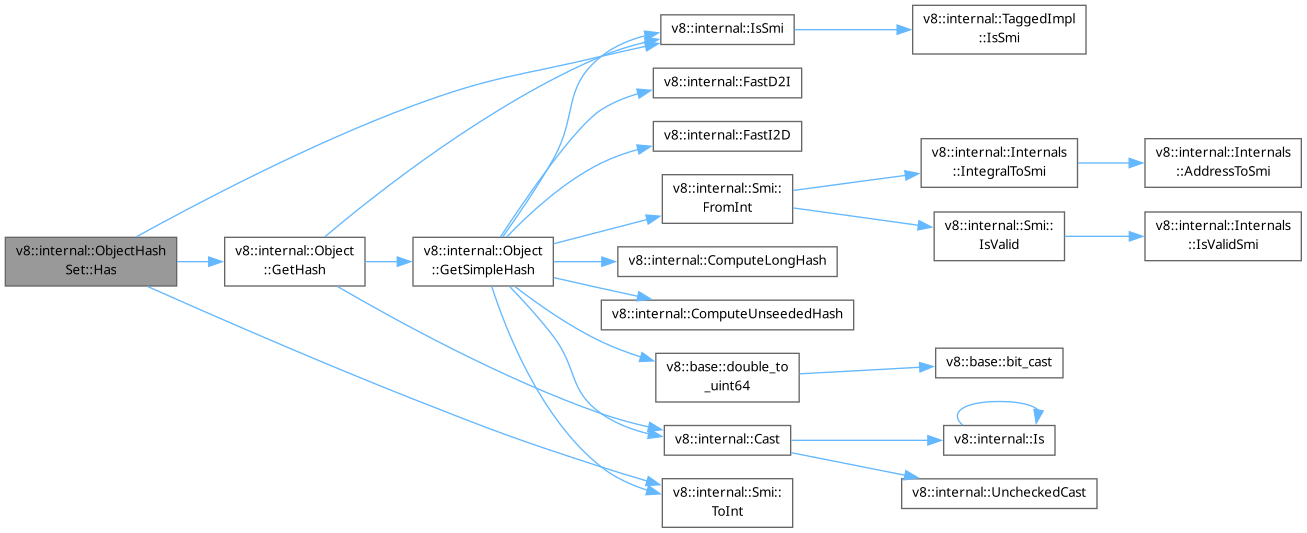 v8::internal::ObjectHash
Set::Has
v8::internal::Object
::GetHash
v8::internal::Object
::GetSimpleHash
v8::internal::IsSmi
v8::internal::TaggedImpl
::IsSmi
v8::internal::FastD2I
v8::internal::FastI2D
v8::internal::Smi::
FromInt
v8::internal::Internals
::IntegralToSmi
v8::internal::Internals
::AddressToSmi
v8::internal::Smi::
IsValid
v8::internal::Internals
::IsValidSmi
v8::internal::ComputeLongHash
v8::internal::ComputeUnseededHash
v8::base::double_to
_uint64
v8::base::bit_cast
v8::internal::Cast
v8::internal::Is
v8::internal::UncheckedCast
v8::internal::Smi::
ToInt